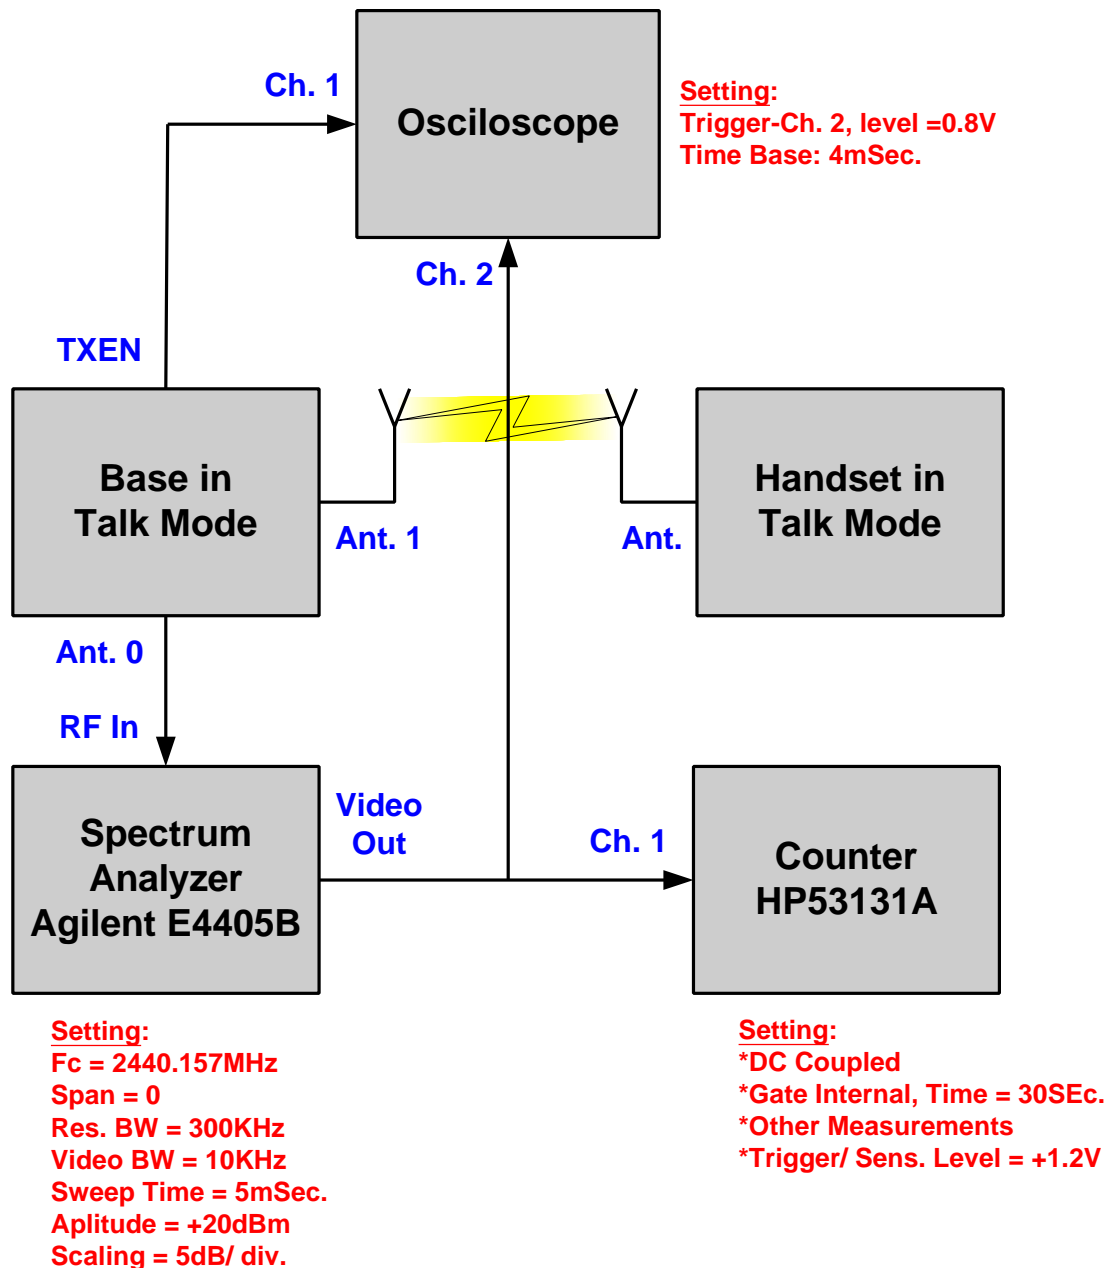 Ch. 1
Osciloscope
Setting:
Trigger-Ch. 2, level =0.8V
Time Base: 4mSec.
Ch. 2
TXEN
Base in
Talk Mode
Handset in
Talk Mode
Ant. 1
Ant.
Ant. 0
RF In
Video
Out
Ch. 1
Spectrum
Analyzer
Agilent E4405B
Counter
HP53131A
Setting:
Fc = 2440.157MHz
Span = 0
Res. BW = 300KHz
Video BW = 10KHz
Sweep Time = 5mSec.
Aplitude = +20dBm
Scaling = 5dB/ div.
Setting:
*DC Coupled
*Gate Internal, Time = 30SEc.
*Other Measurements
*Trigger/ Sens. Level = +1.2V